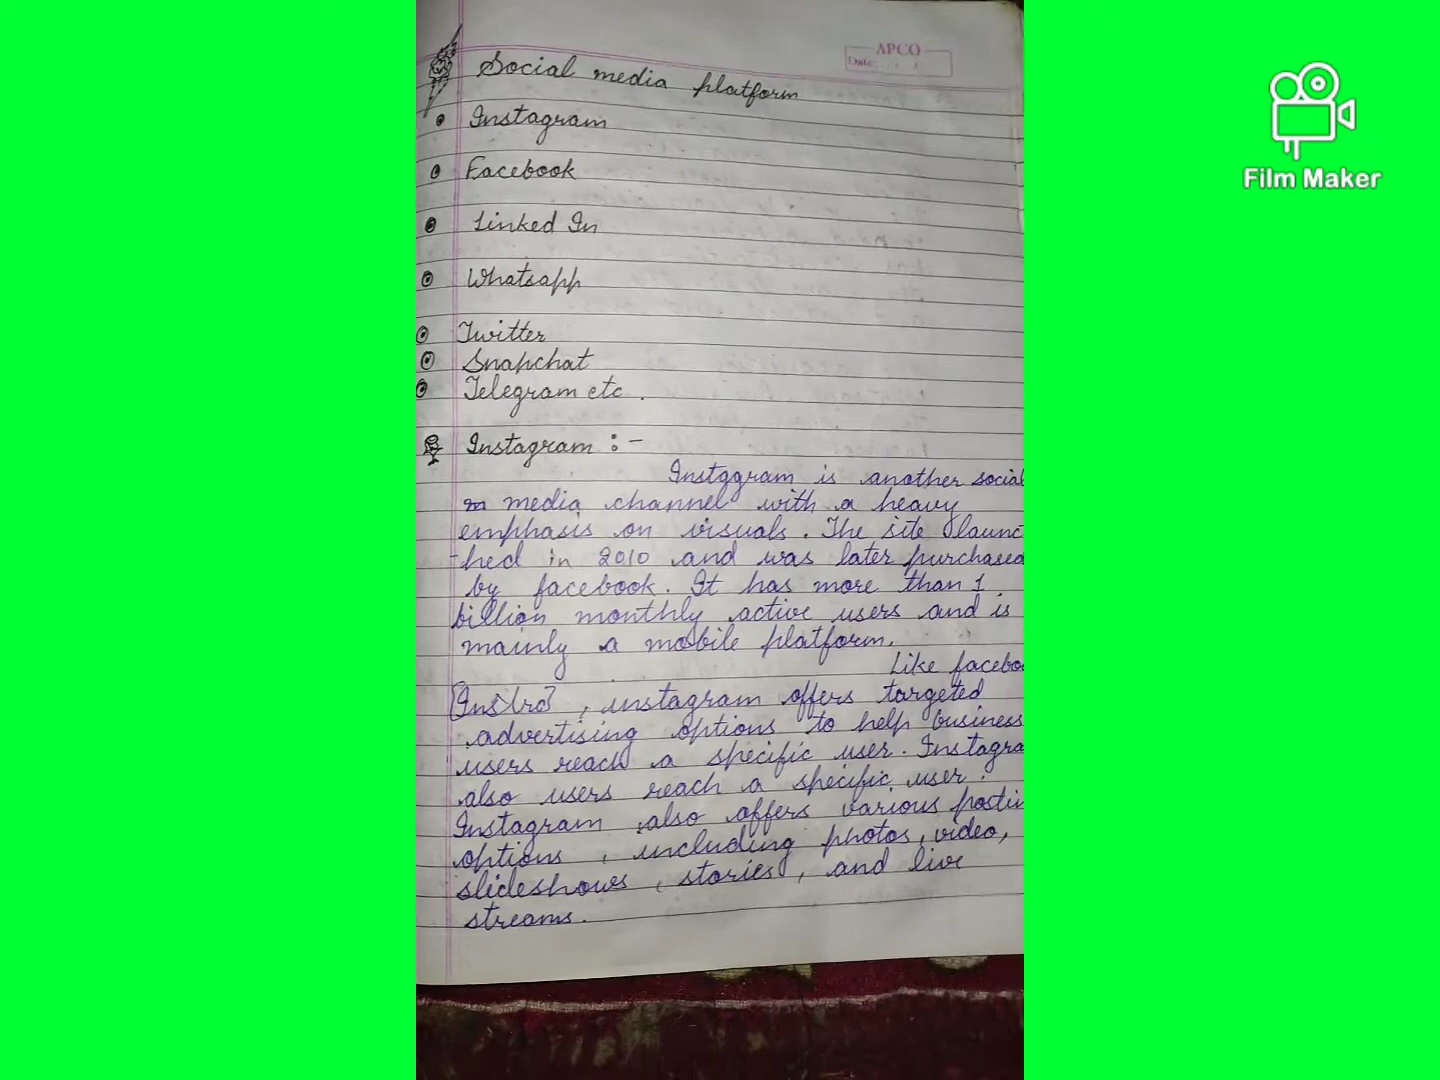 APCO
Date:
Social media platform
Instagram
Facebook
Linked In
Whatsapp
Twitter
Snapchat
Telegram etc.
Instagram :-
Instagram is another social
media channel with a heavy
emphasis on visuals. The site launc
-hed in 2010 and was later purchased
by facebook. It has more than 1
billion monthly active users and is
mainly a mobile platform.
Like facebo
, instagram offers targeted
advertising options to help business
users reach a specific user. Instagra
also users reach a specific user.
Instagram also offers various postin
options, including photos, video,
slideshows, stories, and live
streams.
Film Maker